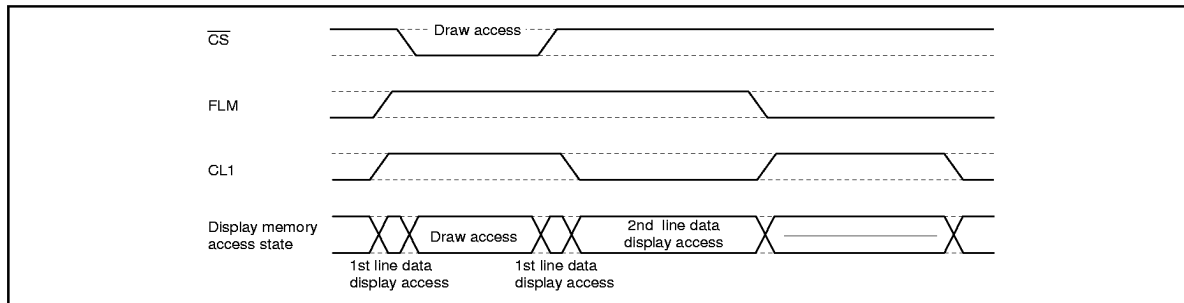 CS
Draw access
FLM
CL1
Display memory
access state
Draw access
2nd line data
display access
1st line data
display access
1st line data
display access